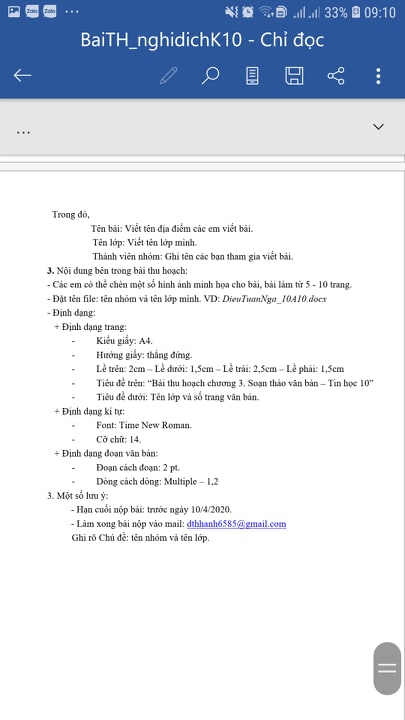 Zalo Zalo ... 33% 09:10
BaiTH_nghidichK10 - Chỉ đọc
...
Trong đó,
Tên bài: Viết tên địa điểm các em viết bài.
Tên lớp: Viết tên lớp mình.
Thành viên nhóm: Ghi tên các bạn tham gia viết bài.
3. Nội dung bên trong bài thu hoạch:
- Các em có thể chèn một số hình ảnh minh họa cho bài, bài làm từ 5 - 10 trang.
- Đặt tên file: tên nhóm và tên lớp mình. VD: DieuTuanNga_10A10.docx
- Định dạng:
+ Định dạng trang:
- Kiểu giấy: A4.
- Hướng giấy: thẳng đứng.
- Lề trên: 2cm – Lề dưới: 1,5cm – Lề trái: 2,5cm – Lề phải: 1,5cm
- Tiêu đề trên: “Bài thu hoạch chương 3. Soạn thảo văn bản – Tin học 10”
- Tiêu đề dưới: Tên lớp và số trang văn bản.
+ Định dạng kí tự:
- Font: Time New Roman.
- Cỡ chữ: 14.
+ Định dạng đoạn văn bản:
- Đoạn cách đoạn: 2 pt.
- Dòng cách dòng: Multiple – 1,2
3. Một số lưu ý:
- Hạn cuối nộp bài: trước ngày 10/4/2020.
- Làm xong bài nộp vào mail: dthhanh6585@gmail.com
Ghi rõ Chủ đề: tên nhóm và tên lớp.